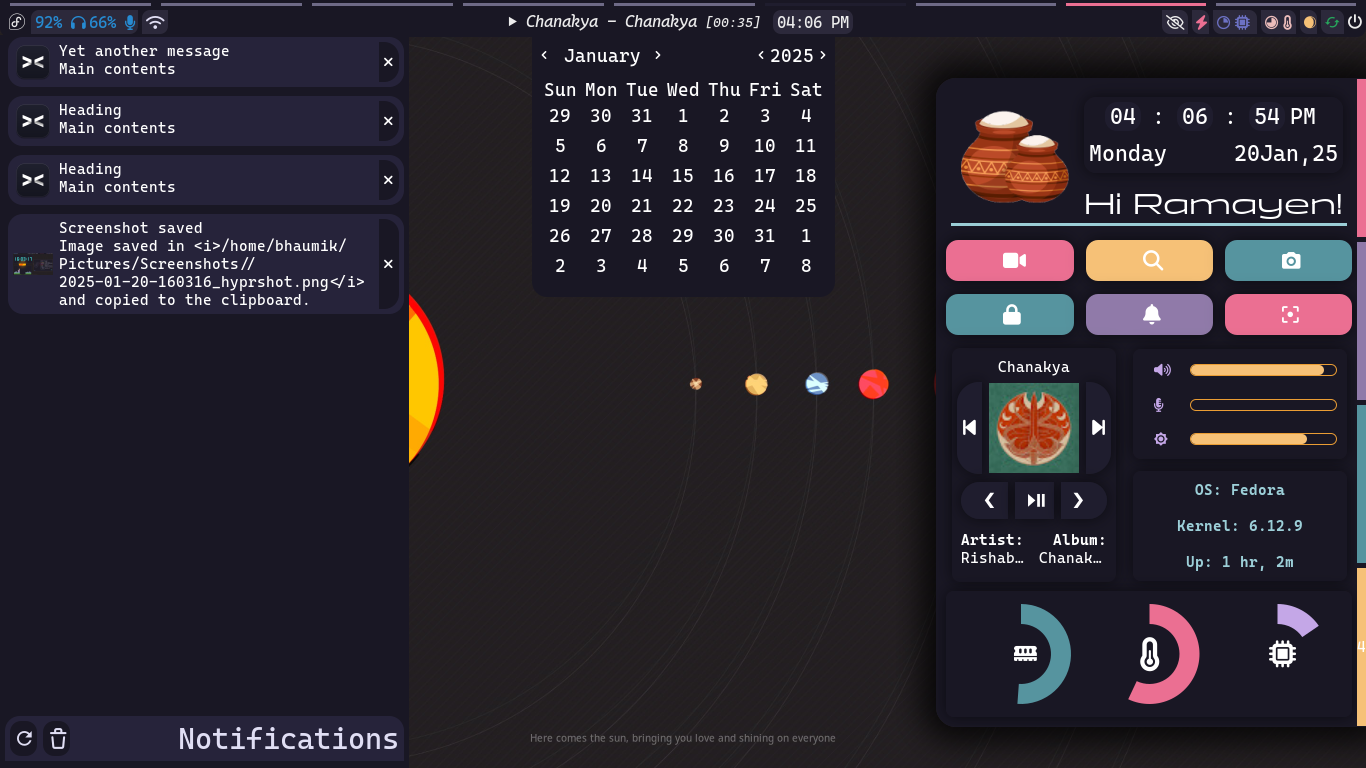 92% 66%
Chanakya - Chanakya [00:35] 04:06 PM
Yet another message
Main contents
Heading
Main contents
Heading
Main contents
Screenshot saved
Image saved in <i>/home/bhaumik/
Pictures/Screenshots//
2025-01-20-160316_hyprshot.png</i>
and copied to the clipboard.
Notifications
‹ January › ‹ 2025 ›
Sun Mon Tue Wed Thu Fri Sat
29 30 31 1 2 3 4
5 6 7 8 9 10 11
12 13 14 15 16 17 18
19 20 21 22 23 24 25
26 27 28 29 30 31 1
2 3 4 5 6 7 8
Here comes the sun, bringing you love and shining on everyone
04 : 06 : 54 PM
Monday 20Jan,25
Hi Ramayen!
Chanakya
Artist: Album:
Rishab… Chanak…
OS: Fedora
Kernel: 6.12.9
Up: 1 hr, 2m